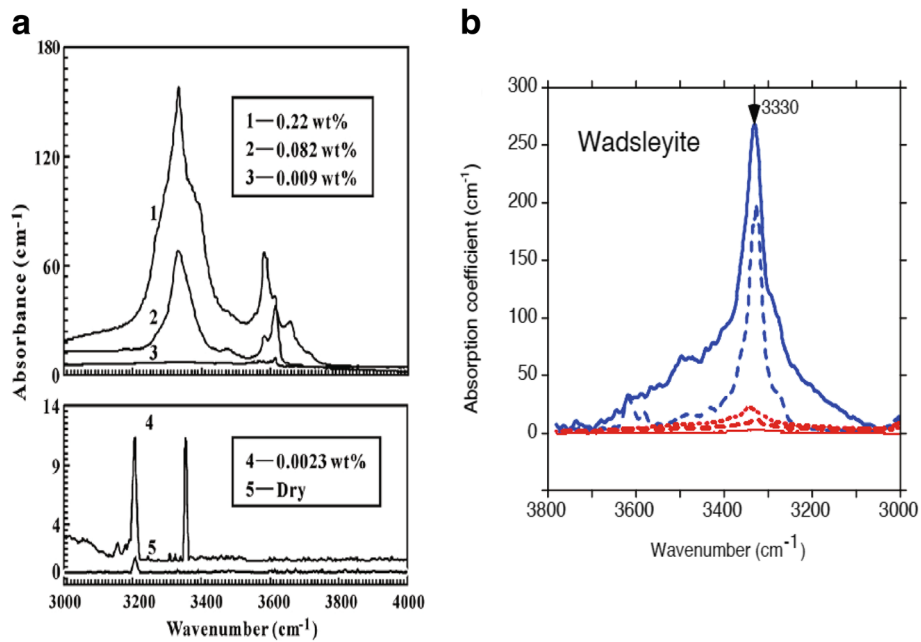 a
Absorbance (cm-1)
180
120
60
0
1—0.22 wt%
2—0.082 wt%
3—0.009 wt%
1
2
3
14
9
4
0
4—0.0023 wt%
5—Dry
4
5
3000 3200 3400 3600 3800 4000
Wavenumber (cm-1)
b
Absorption coefficient (cm-1)
300
250
200
150
100
50
0
Wadsleyite
3330
3800 3600 3400 3200 3000
Wavenumber (cm-1)